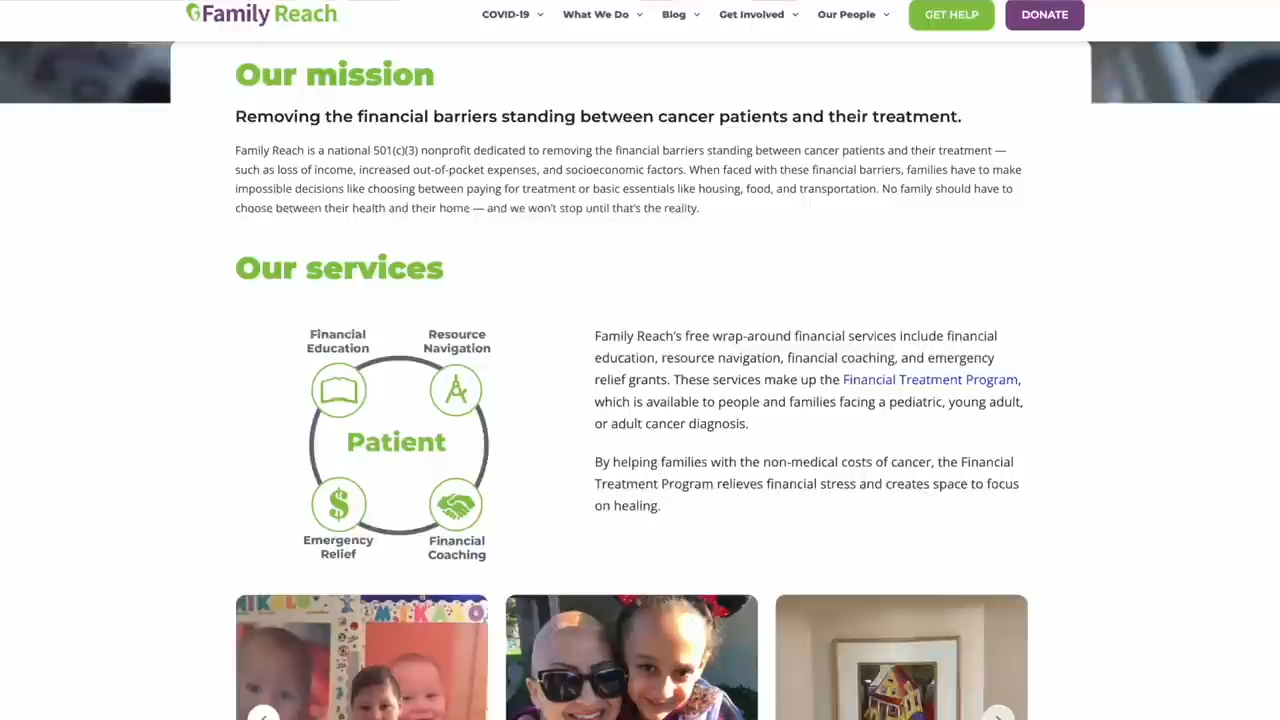 Family Reach
COVID-19
What We Do
Blog
Get Involved
Our People
GET HELP
DONATE
Our mission
Removing the financial barriers standing between cancer patients and their treatment.
Family Reach is a national 501(c)(3) nonprofit dedicated to removing the financial barriers standing between cancer patients and their treatment —
such as loss of income, increased out-of-pocket expenses, and socioeconomic factors. When faced with these financial barriers, families have to make
impossible decisions like choosing between paying for treatment or basic essentials like housing, food, and transportation. No family should have to
choose between their health and their home — and we won't stop until that's the reality.
Our services
Financial
Education
Resource
Navigation
Patient
Emergency
Relief
Financial
Coaching
Family Reach's free wrap-around financial services include financial
education, resource navigation, financial coaching, and emergency
relief grants. These services make up the Financial Treatment Program,
which is available to people and families facing a pediatric, young adult,
or adult cancer diagnosis.
By helping families with the non-medical costs of cancer, the Financial
Treatment Program relieves financial stress and creates space to focus
on healing.